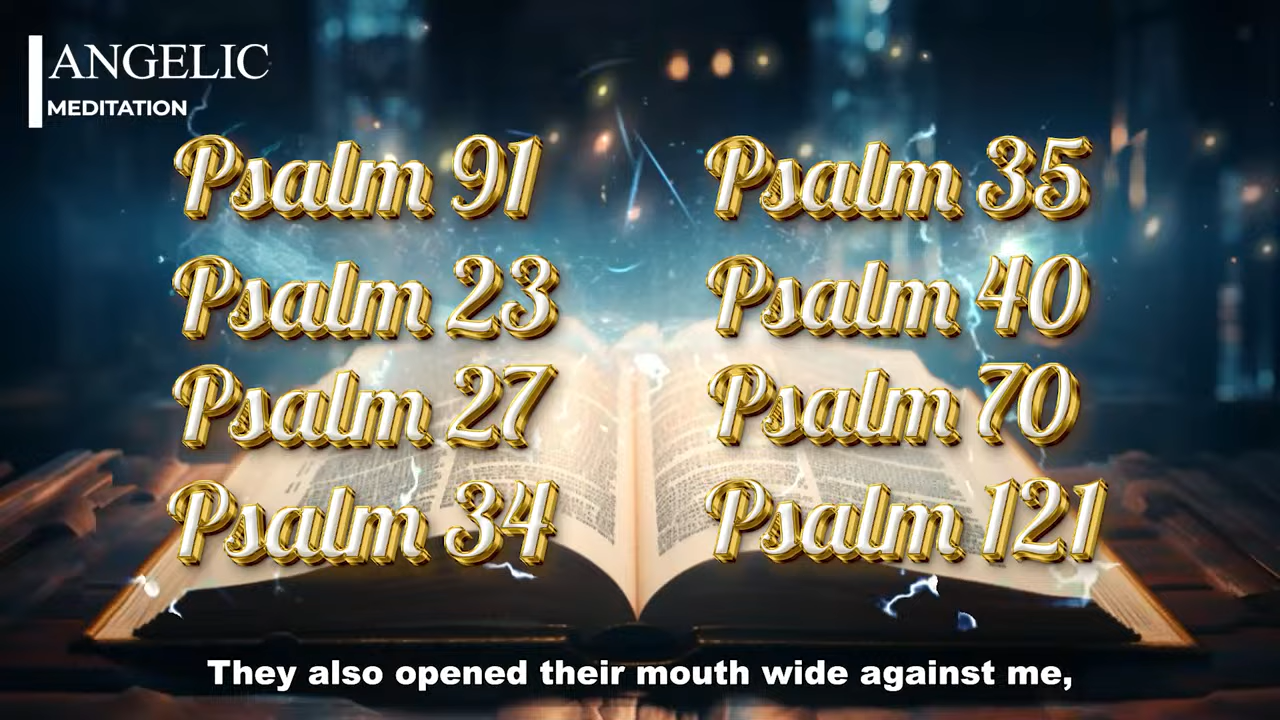 ANGELIC
MEDITATION
Psalm 91
Psalm 23
Psalm 27
Psalm 34
Psalm 35
Psalm 40
Psalm 70
Psalm 121
They also opened their mouth wide against me,